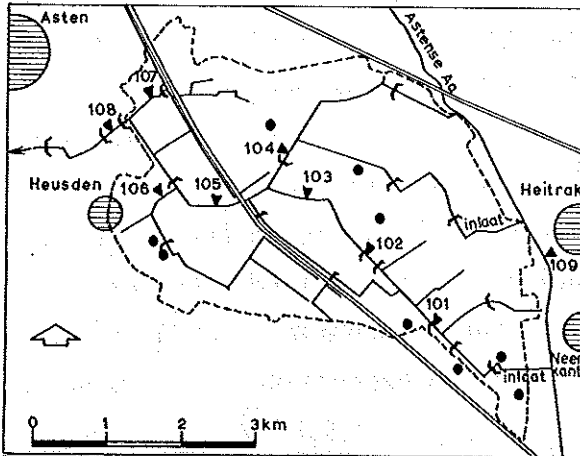 Asten
Astense Aa
107
108
104
103
Heusden
106
105
Heitrak
inlaat
102
109
101
Neer
kant
inlaat
0 1 2 3km